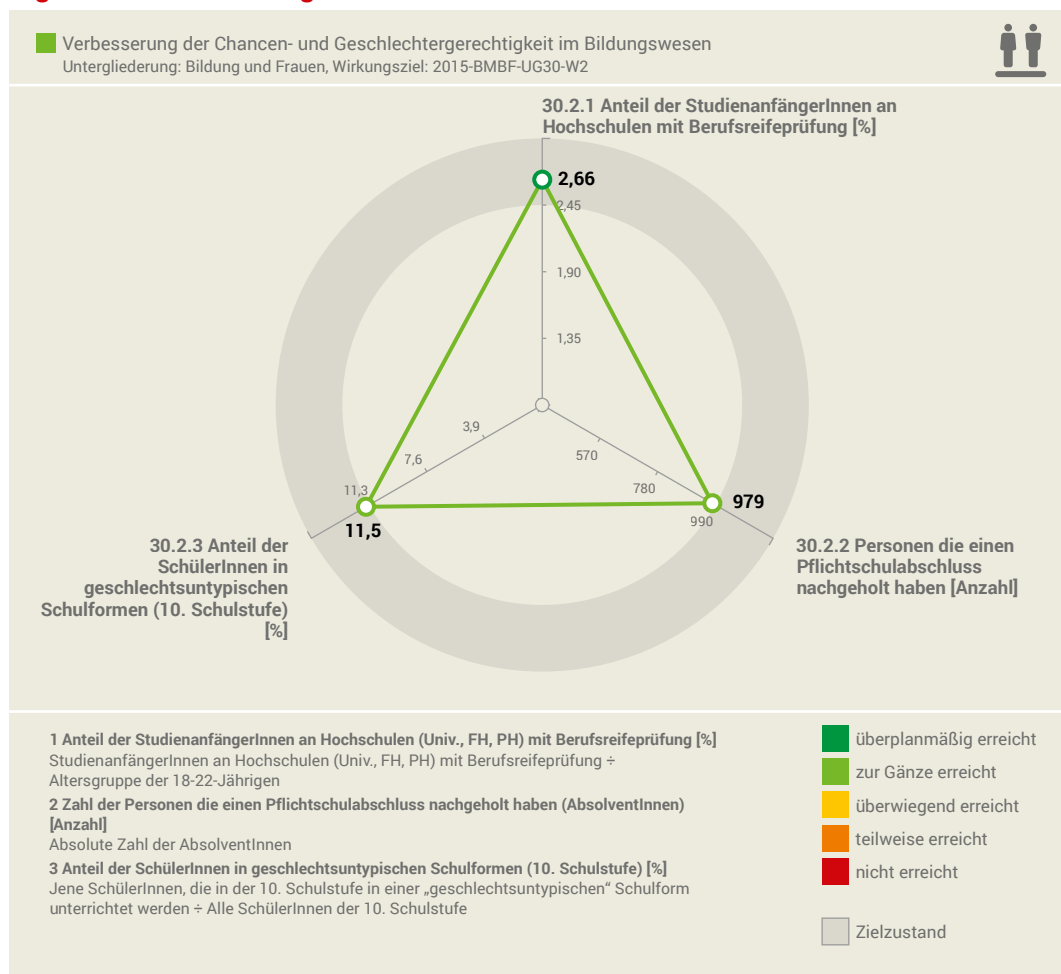 Verbesserung der Chancen- und Geschlechtergerechtigkeit im Bildungswesen
Untergliederung: Bildung und Frauen, Wirkungsziel: 2015-BMBF-UG30-W2
30.2.1 Anteil der StudienanfängerInnen an
Hochschulen mit Berufsreifeprüfung [%]
2,66
2,45
1,90
1,35
3,9
7,6
11,3
11,5
570
780
990
979
30.2.3 Anteil der
SchülerInnen in
geschlechtsuntypischen
Schulformen (10. Schulstufe)
[%]
30.2.2 Personen die einen
Pflichtschulabschluss
nachgeholt haben [Anzahl]
1 Anteil der StudienanfängerInnen an Hochschulen (Univ., FH, PH) mit Berufsreifeprüfung [%]
StudienanfängerInnen an Hochschulen (Univ., FH, PH) mit Berufsreifeprüfung ÷
Altersgruppe der 18-22-Jährigen
2 Zahl der Personen die einen Pflichtschulabschluss nachgeholt haben (AbsolventInnen)
[Anzahl]
Absolute Zahl der AbsolventInnen
3 Anteil der SchülerInnen in geschlechtsuntypischen Schulformen (10. Schulstufe) [%]
Jene SchülerInnen, die in der 10. Schulstufe in einer „geschlechtsuntypischen“ Schulform
unterrichtet werden ÷ Alle SchülerInnen der 10. Schulstufe
überplanmäßig erreicht
zur Gänze erreicht
überwiegend erreicht
teilweise erreicht
nicht erreicht
Zielzustand